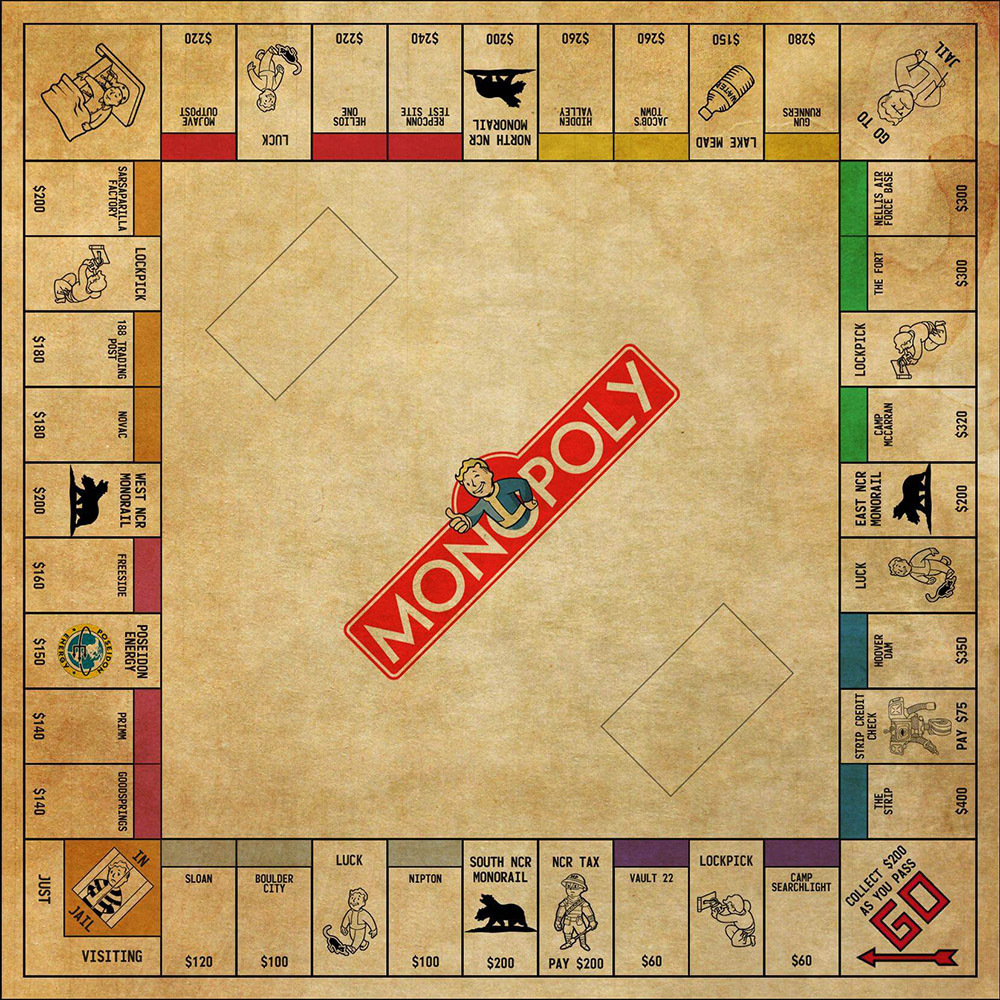 $220
MOJAVE
OUTPOST
LUCK
$220
HELIOS
ONE
$240
REPCONN
TEST SITE
$200
NORTH NCR
MONORAIL
$260
HIDDEN
VALLEY
$260
JACOB'S
TOWN
$150
WATER
LAKE MEAD
$280
GUN
RUNNERS
GO TO
JAIL
NELLIS AIR
FORCE BASE
$300
THE FORT
$300
LOCKPICK
CAMP
MCCARRAN
$320
EAST NCR
MONORAIL
$200
LUCK
HOOVER
DAM
$350
STRIP CREDIT
CHECK
PAY $75
THE
STRIP
$400
COLLECT $200
AS YOU PASS
GO
CAMP
SEARCHLIGHT
$60
LOCKPICK
VAULT 22
$60
NCR TAX
PAY $200
SOUTH NCR
MONORAIL
$200
NIPTON
$100
LUCK
BOULDER
CITY
$100
SLOAN
$120
IN
JAIL
JUST
VISITING
GOODSPRINGS
$140
PRIMM
$140
POSEIDON
ENERGY
POSEIDON
ENERGY
$150
FREESIDE
$160
WEST NCR
MONORAIL
$200
NOVAC
$180
188 TRADING
POST
$180
LOCKPICK
SARSAPARILLA
FACTORY
$200
MONOPOLY